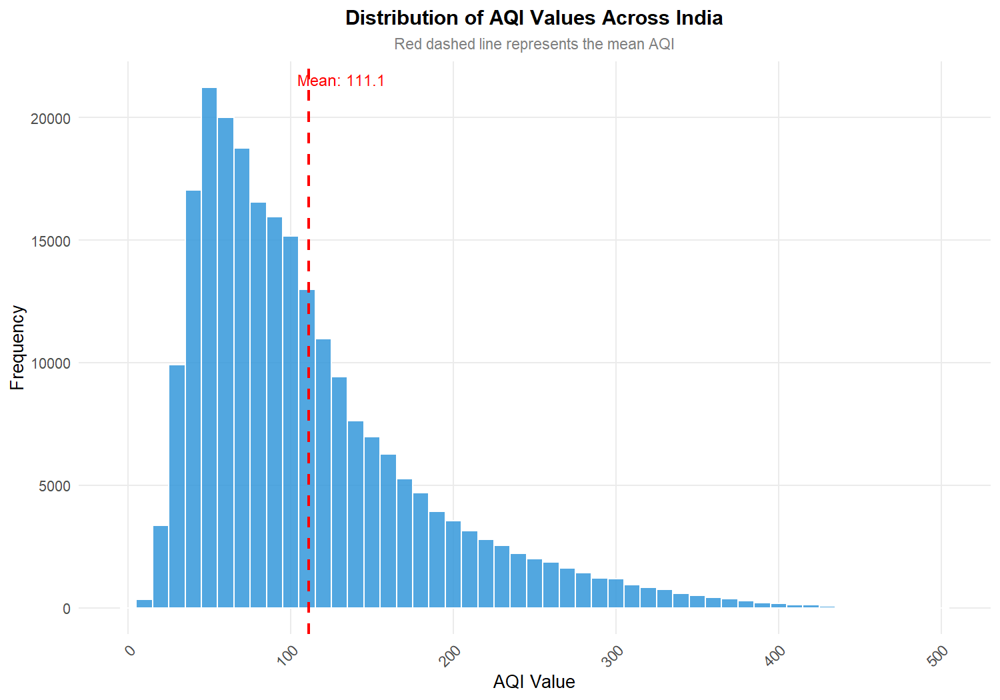 Distribution of AQI Values Across India
Red dashed line represents the mean AQI
Mean: 111.1
20000
15000
10000
5000
0
Frequency
0
100
200
300
400
500
AQI Value